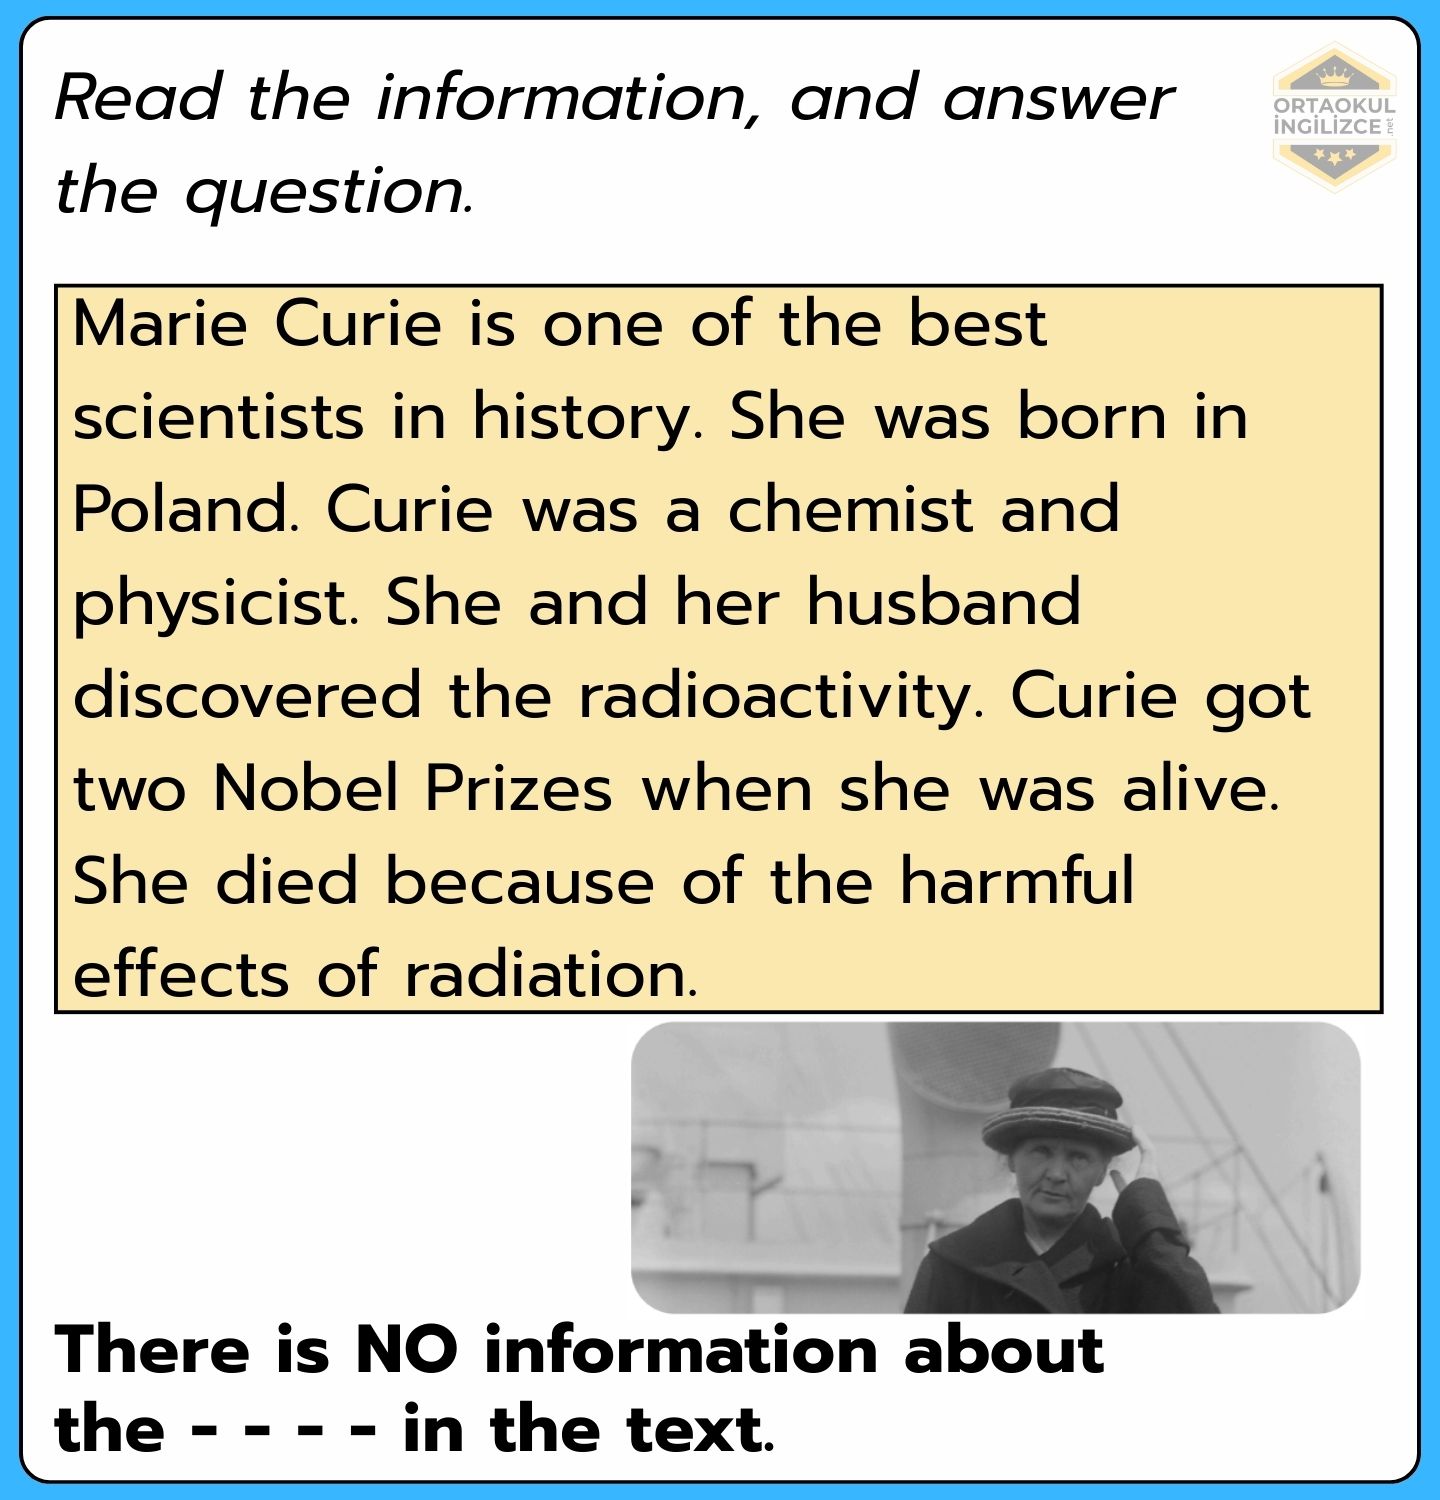 Read the information, and answer
the question.
ORTAOKUL
İNGİLİZCE
.net
Marie Curie is one of the best
scientists in history. She was born in
Poland. Curie was a chemist and
physicist. She and her husband
discovered the radioactivity. Curie got
two Nobel Prizes when she was alive.
She died because of the harmful
effects of radiation.
There is NO information about
the - - - - in the text.